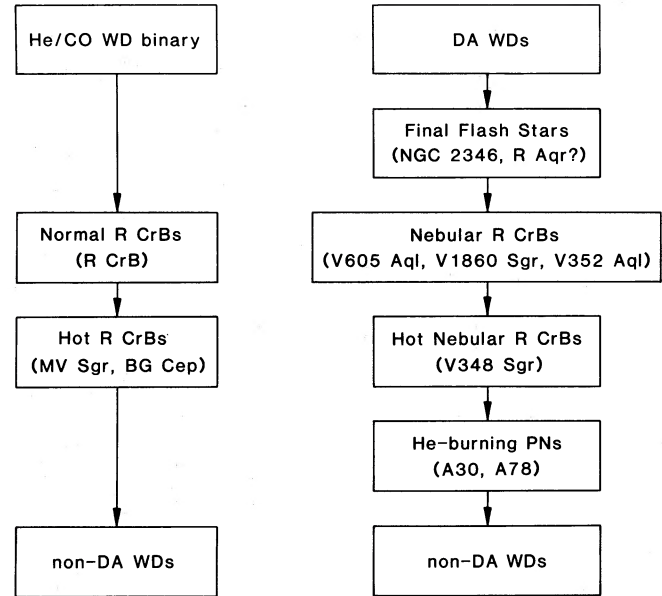 He/CO WD binary
Normal R CrBs
(R CrB)
Hot R CrBs
(MV Sgr, BG Cep)
non-DA WDs
DA WDs
Final Flash Stars
(NGC 2346, R Aqr?)
Nebular R CrBs
(V605 Aql, V1860 Sgr, V352 Aql)
Hot Nebular R CrBs
(V348 Sgr)
He-burning PNs
(A30, A78)
non-DA WDs